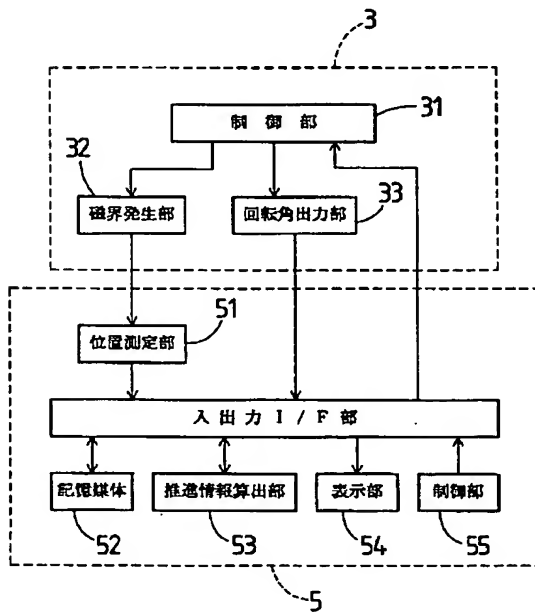 3
制御部
31
32
磁界発生部
回転角出力部
33
51
位置測定部
入出力I/F部
記憶媒体
推進情報算出部
表示部
制御部
52
53
54
55
5